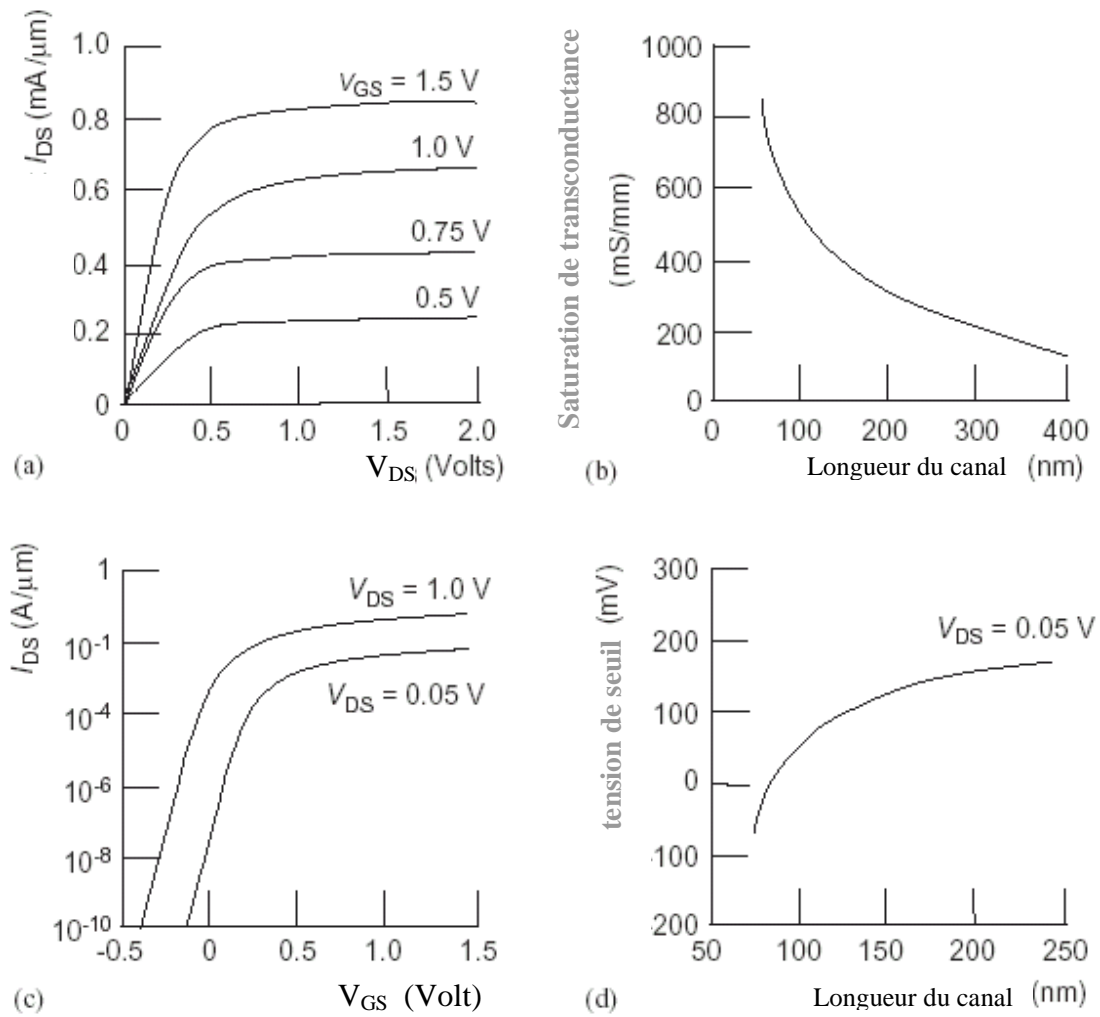 I_DS (mA/μm)
1.0
0.8
0.6
0.4
0.2
0
V_GS = 1.5 V
1.0 V
0.75 V
0.5 V
0 0.5 1.0 1.5 2.0
(a) V_DS (Volts)
Saturation de transconductance
(mS/mm)
1000
800
600
400
200
0
0 100 200 300 400
(b) Longueur du canal (nm)
I_DS (A/μm)
1
10^-1
10^-4
10^-6
10^-8
10^-10
V_DS = 1.0 V
V_DS = 0.05 V
-0.5 0 0.5 1.0 1.5
(c) V_GS (Volt)
tension de seuil (mV)
300
200
100
0
-100
-200
V_DS = 0.05 V
50 100 150 200 250
(d) Longueur du canal (nm)